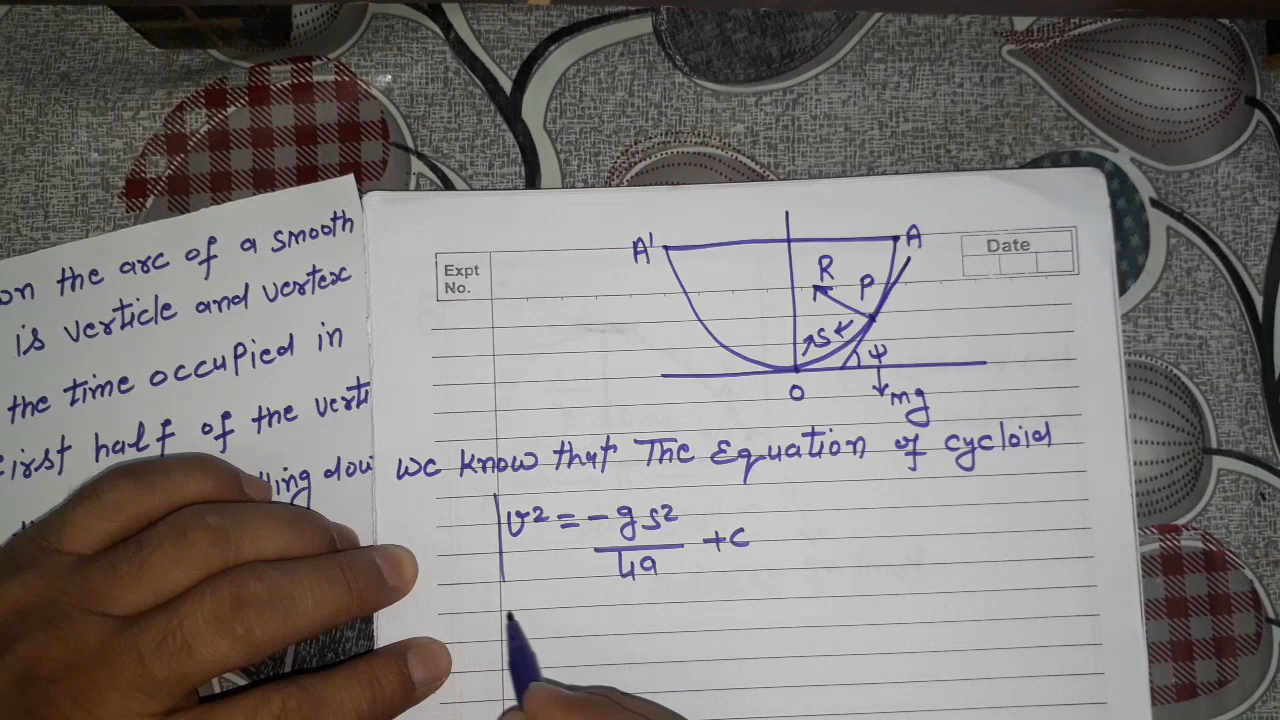 on the arc of a smooth
is verticle and vertex
the time occupied in
first half of the verti
Expt
No.
Date
A'
A
R
P
S
ψ
O
mg
we know that The Equation of cycloid
v² = -gs²/4a + c